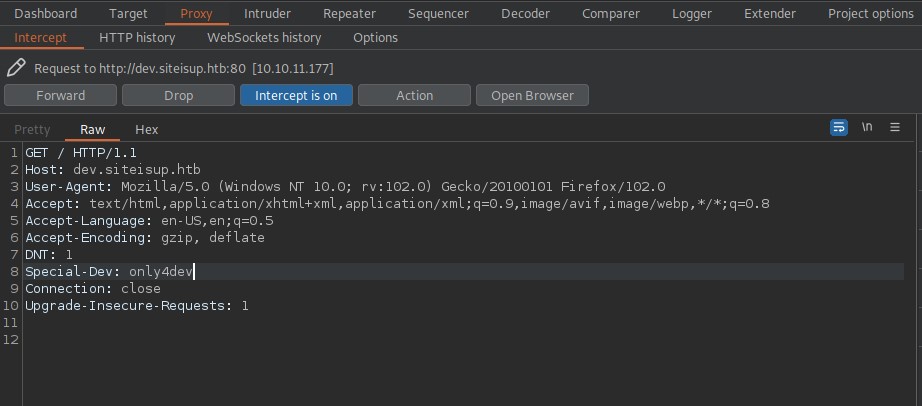 Dashboard Target Proxy Intruder Repeater Sequencer Decoder Comparer Logger Extender Project options
Intercept HTTP history WebSockets history Options
Request to http://dev.siteisup.htb:80 [10.10.11.177]
Forward Drop Intercept is on Action Open Browser
Pretty Raw Hex \n
1 GET / HTTP/1.1
2 Host: dev.siteisup.htb
3 User-Agent: Mozilla/5.0 (Windows NT 10.0; rv:102.0) Gecko/20100101 Firefox/102.0
4 Accept: text/html,application/xhtml+xml,application/xml;q=0.9,image/avif,image/webp,*/*;q=0.8
5 Accept-Language: en-US,en;q=0.5
6 Accept-Encoding: gzip, deflate
7 DNT: 1
8 Special-Dev: only4dev
9 Connection: close
10 Upgrade-Insecure-Requests: 1
11
12